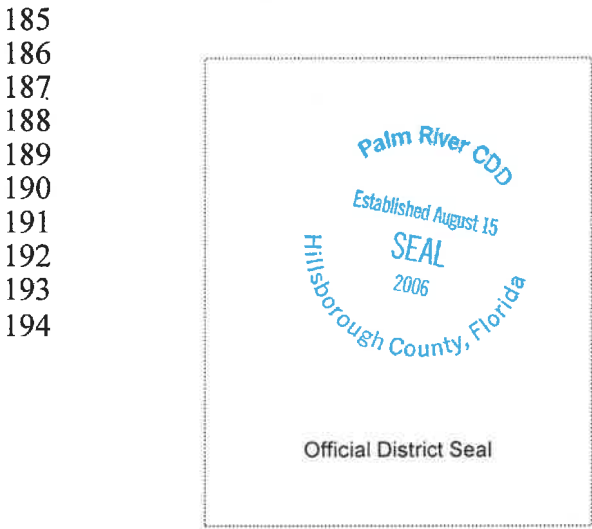 185
186
187
188
189
190
191
192
193
194
Palm River CDD
Established August 15
SEAL
2006
Hillsborough County, Florida
Official District Seal